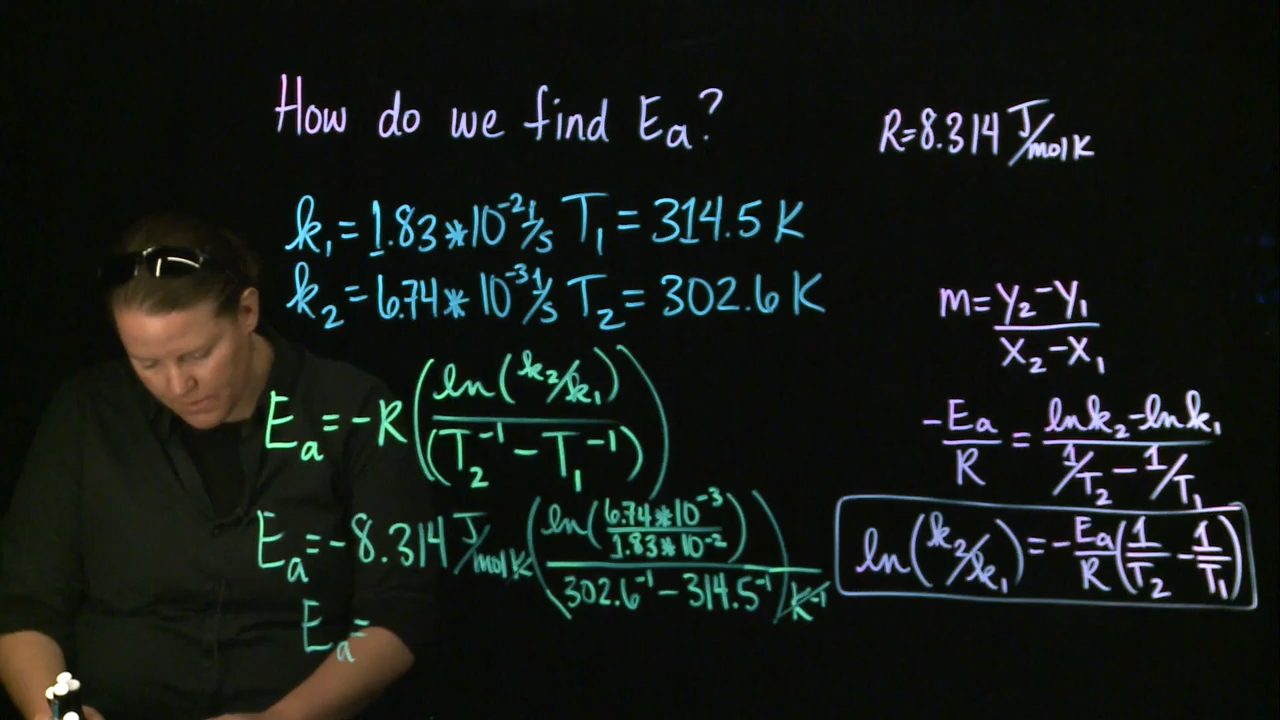 How do we find Ea?
R=8.314 J/mol K
k₁=1.83*10⁻² 1/s T₁=314.5 K
k₂=6.74*10⁻³ 1/s T₂=302.6 K
m=(y₂-y₁)/(x₂-x₁)
Ea=-R(ln(k₂/k₁)/(T₂⁻¹-T₁⁻¹))
-Ea/R=(lnk₂-lnk₁)/(1/T₂-1/T₁)
Ea=-8.314 J/mol K(ln(6.74*10⁻³/1.83*10⁻²)/(302.6⁻¹-314.5⁻¹)K⁻¹)
ln(k₂/k₁)=-Ea/R(1/T₂-1/T₁)
Ea=